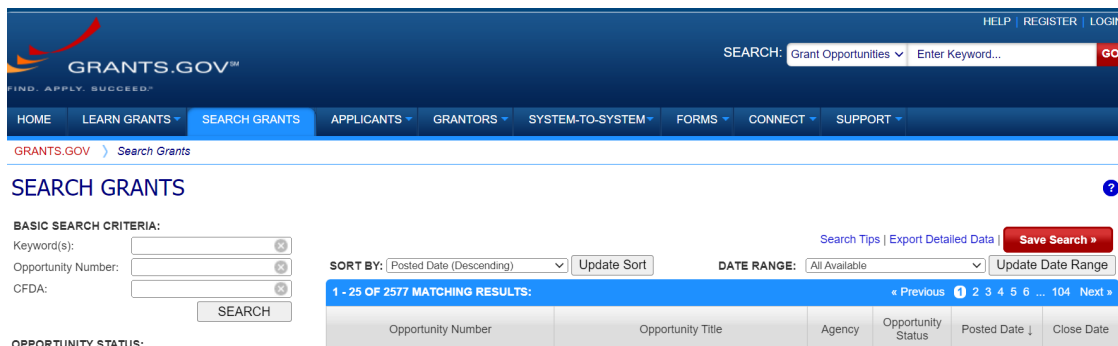 HELP | REGISTER | LOGIN
SEARCH: Grant Opportunities Enter Keyword... GO
GRANTS.GOV℠
FIND. APPLY. SUCCEED.℠
HOME LEARN GRANTS SEARCH GRANTS APPLICANTS GRANTORS SYSTEM-TO-SYSTEM FORMS CONNECT SUPPORT
GRANTS.GOV 〉 Search Grants
SEARCH GRANTS ?
BASIC SEARCH CRITERIA:
Keyword(s):
Opportunity Number:
CFDA:
SEARCH
OPPORTUNITY STATUS:
Search Tips | Export Detailed Data | Save Search »
SORT BY: Posted Date (Descending) Update Sort DATE RANGE: All Available Update Date Range
1 - 25 OF 2577 MATCHING RESULTS: « Previous 1 2 3 4 5 6 ... 104 Next »
Opportunity Number Opportunity Title Agency Opportunity Status Posted Date ↓ Close Date